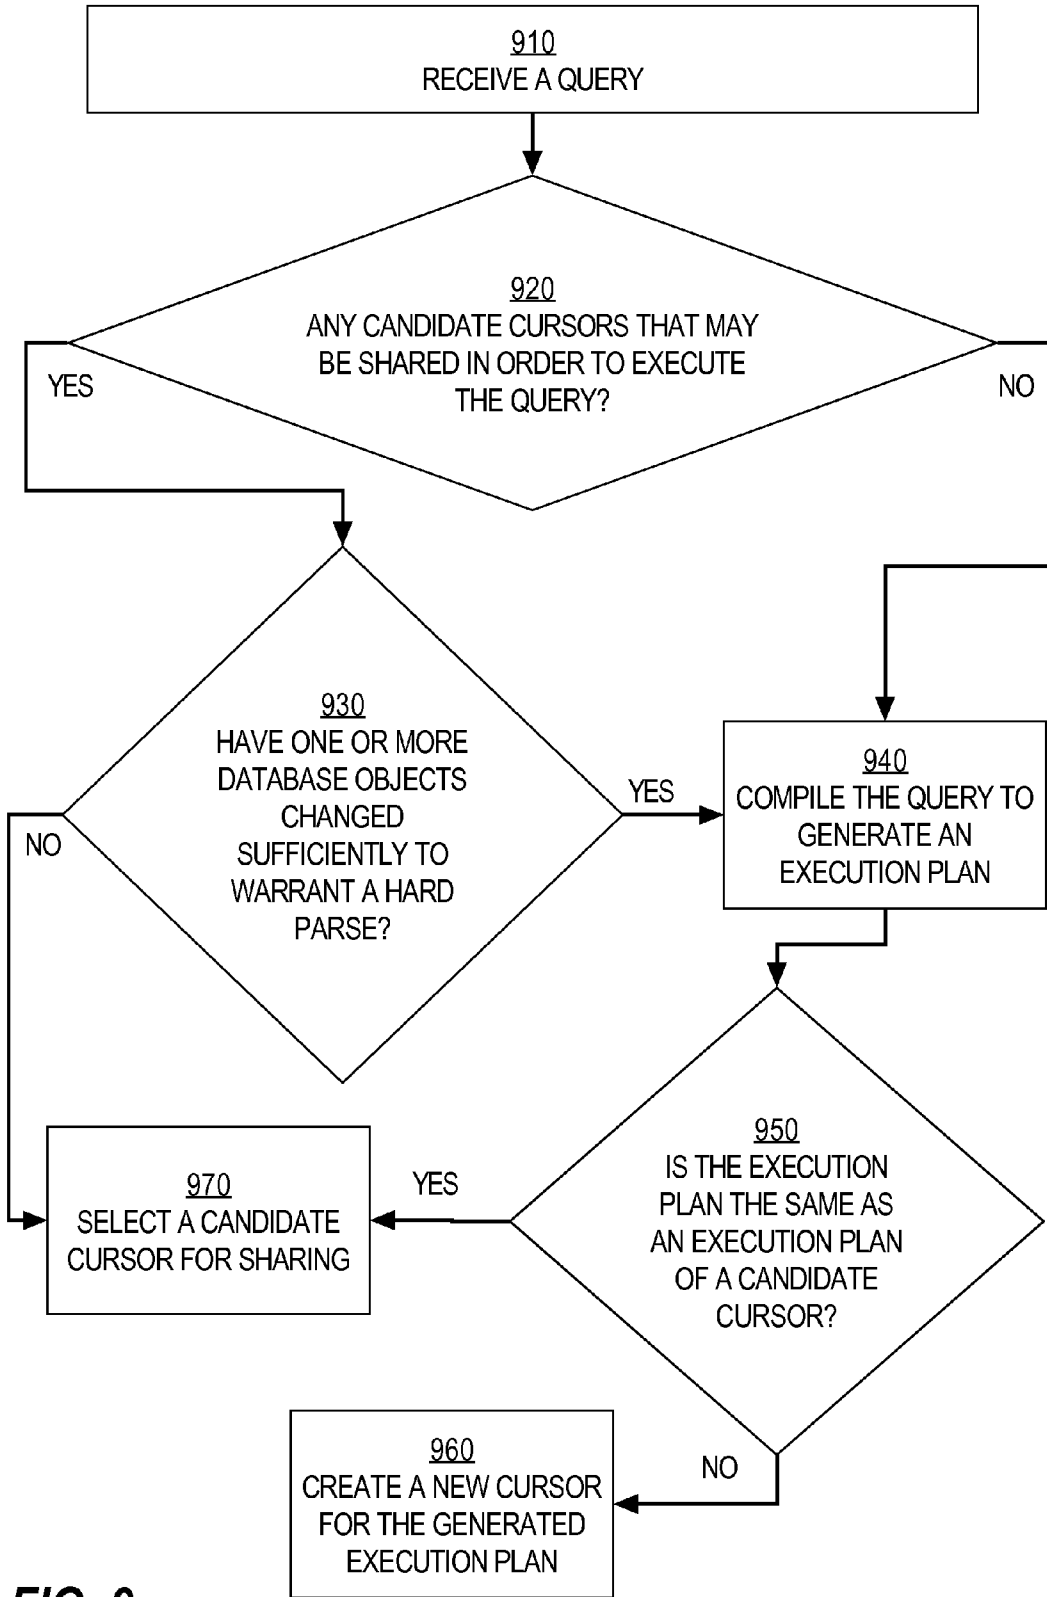 910
RECEIVE A QUERY
920
ANY CANDIDATE CURSORS THAT MAY
BE SHARED IN ORDER TO EXECUTE
THE QUERY?
YES
NO
930
HAVE ONE OR MORE
DATABASE OBJECTS
CHANGED
SUFFICIENTLY TO
WARRANT A HARD
PARSE?
YES
NO
940
COMPILE THE QUERY TO
GENERATE AN
EXECUTION PLAN
950
IS THE EXECUTION
PLAN THE SAME AS
AN EXECUTION PLAN
OF A CANDIDATE
CURSOR?
YES
970
SELECT A CANDIDATE
CURSOR FOR SHARING
NO
960
CREATE A NEW CURSOR
FOR THE GENERATED
EXECUTION PLAN
FIG.